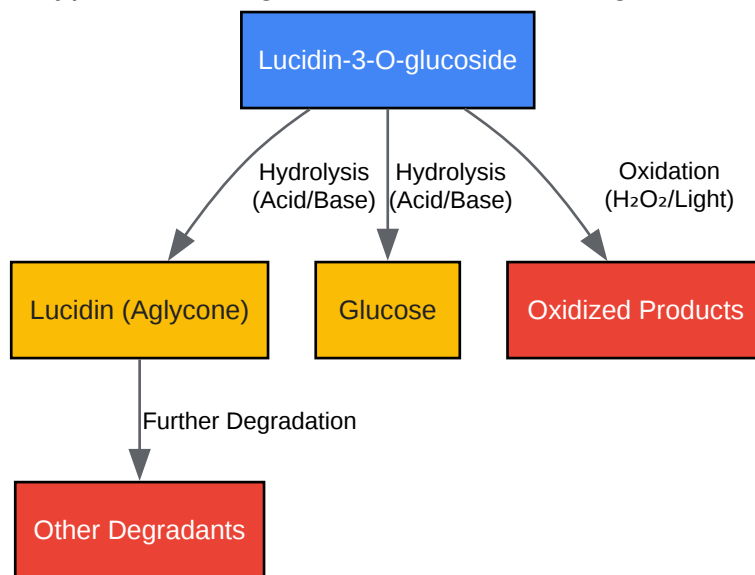 Lucidin-3-O-glucoside
Hydrolysis
(Acid/Base)
Hydrolysis
(Acid/Base)
Oxidation
(H₂O₂/Light)
Lucidin (Aglycone)
Glucose
Oxidized Products
Further Degradation
Other Degradants